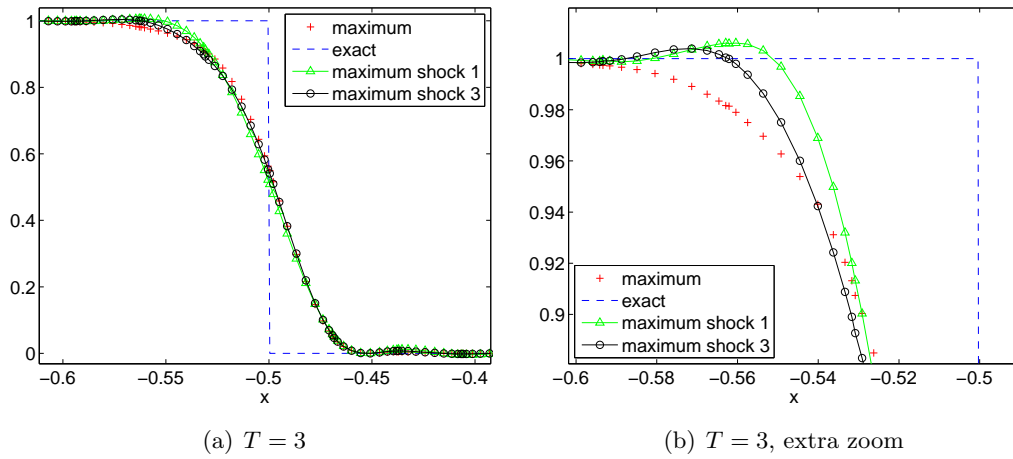 1
0.8
0.6
0.4
0.2
0
−0.6
−0.55
−0.5
−0.45
−0.4
x
maximum
exact
maximum shock 1
maximum shock 3
(a) T = 3
1
0.98
0.96
0.94
0.92
0.9
−0.6
−0.58
−0.56
−0.54
−0.52
−0.5
x
maximum
exact
maximum shock 1
maximum shock 3
(b) T = 3, extra zoom